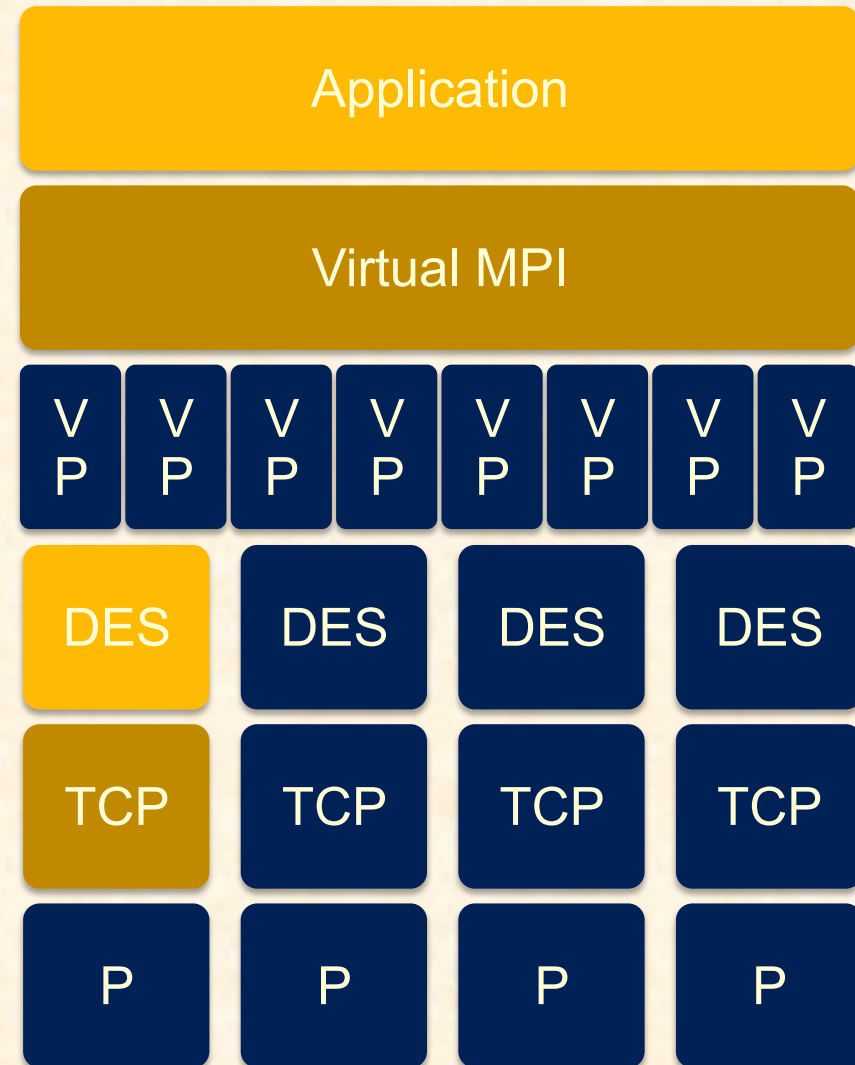 Application
Virtual MPI
V V V V V V V V
P P P P P P P P
DES DES DES DES
TCP TCP TCP TCP
P P P P